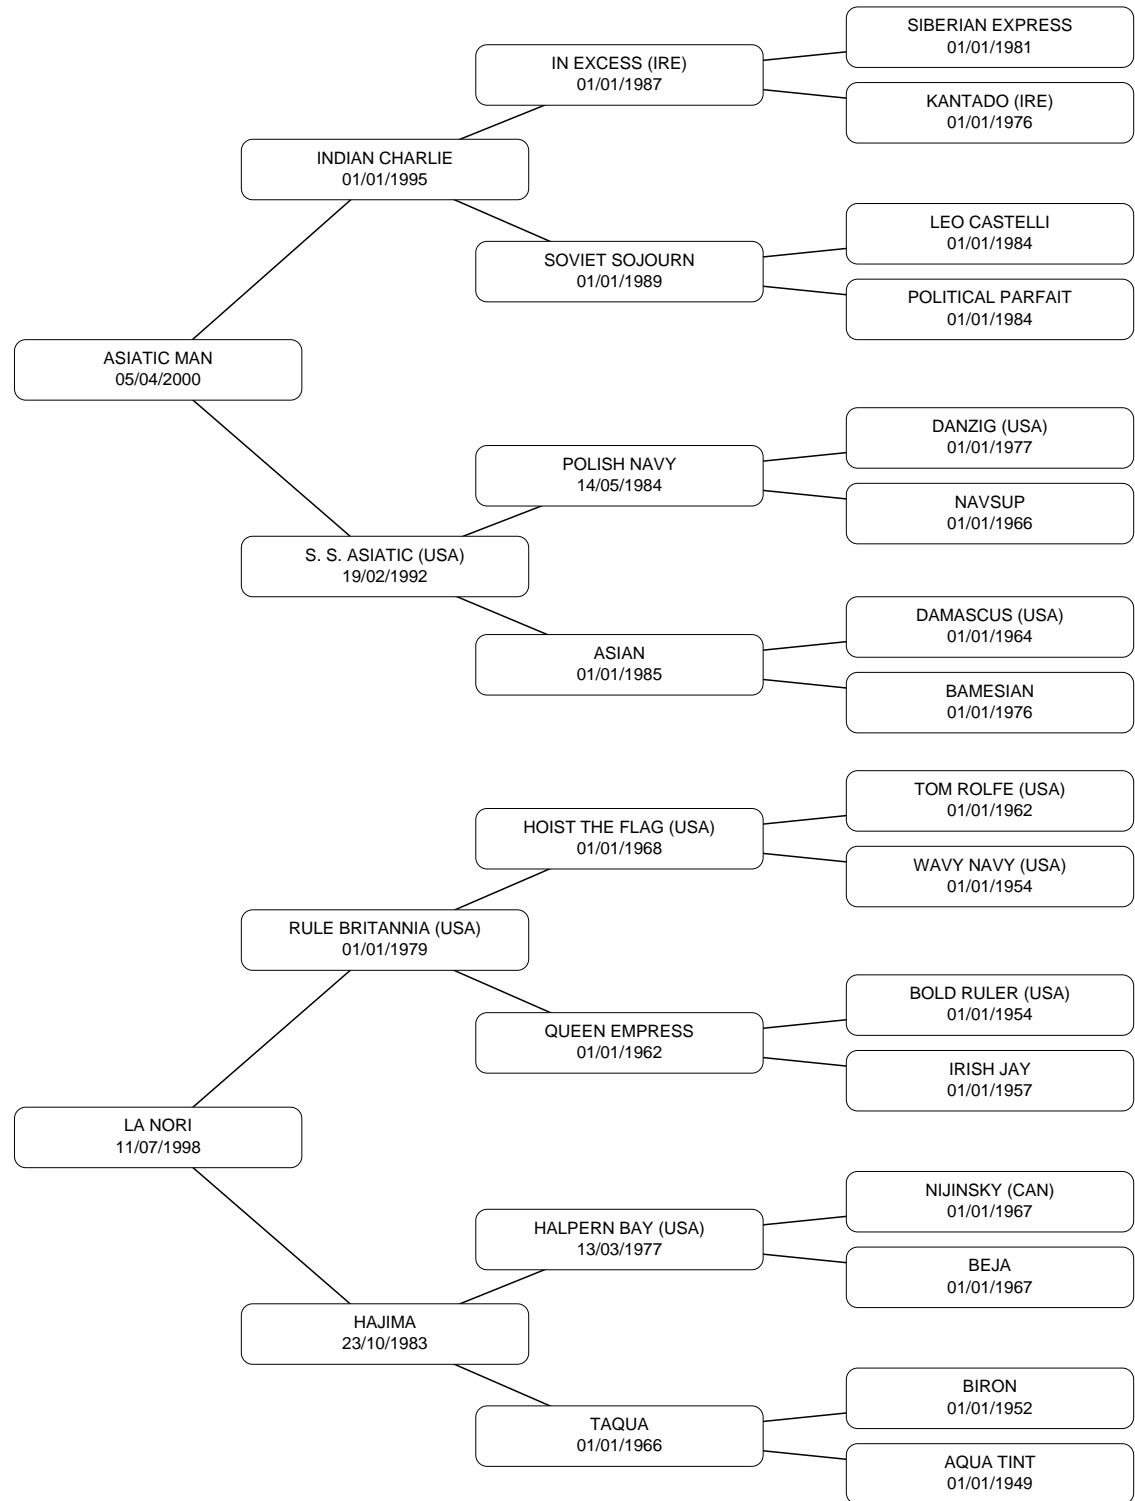 SIBERIAN EXPRESS
01/01/1981
IN EXCESS (IRE)
01/01/1987
KANTADO (IRE)
01/01/1976
INDIAN CHARLIE
01/01/1995
LEO CASTELLI
01/01/1984
SOVIET SOJOURN
01/01/1989
POLITICAL PARFAIT
01/01/1984
ASIATIC MAN
05/04/2000
DANZIG (USA)
01/01/1977
POLISH NAVY
14/05/1984
NAVSUP
01/01/1966
S. S. ASIATIC (USA)
19/02/1992
DAMASCUS (USA)
01/01/1964
ASIAN
01/01/1985
BAMESIAN
01/01/1976
TOM ROLFE (USA)
01/01/1962
HOIST THE FLAG (USA)
01/01/1968
WAVY NAVY (USA)
01/01/1954
RULE BRITANNIA (USA)
01/01/1979
BOLD RULER (USA)
01/01/1954
QUEEN EMPRESS
01/01/1962
IRISH JAY
01/01/1957
LA NORI
11/07/1998
NIJINSKY (CAN)
01/01/1967
HALPERN BAY (USA)
13/03/1977
BEJA
01/01/1967
HAJIMA
23/10/1983
BIRON
01/01/1952
TAQUA
01/01/1966
AQUA TINT
01/01/1949